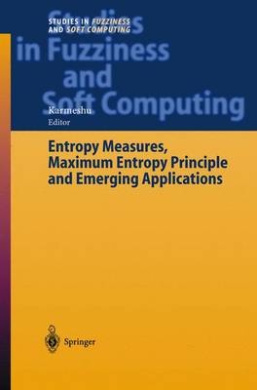 STUDIES IN FUZZINESS
AND SOFT COMPUTING
Studies
in Fuzziness
and
Soft Computing
Karmeshu
Editor
Entropy Measures,
Maximum Entropy Principle
and Emerging Applications
Springer